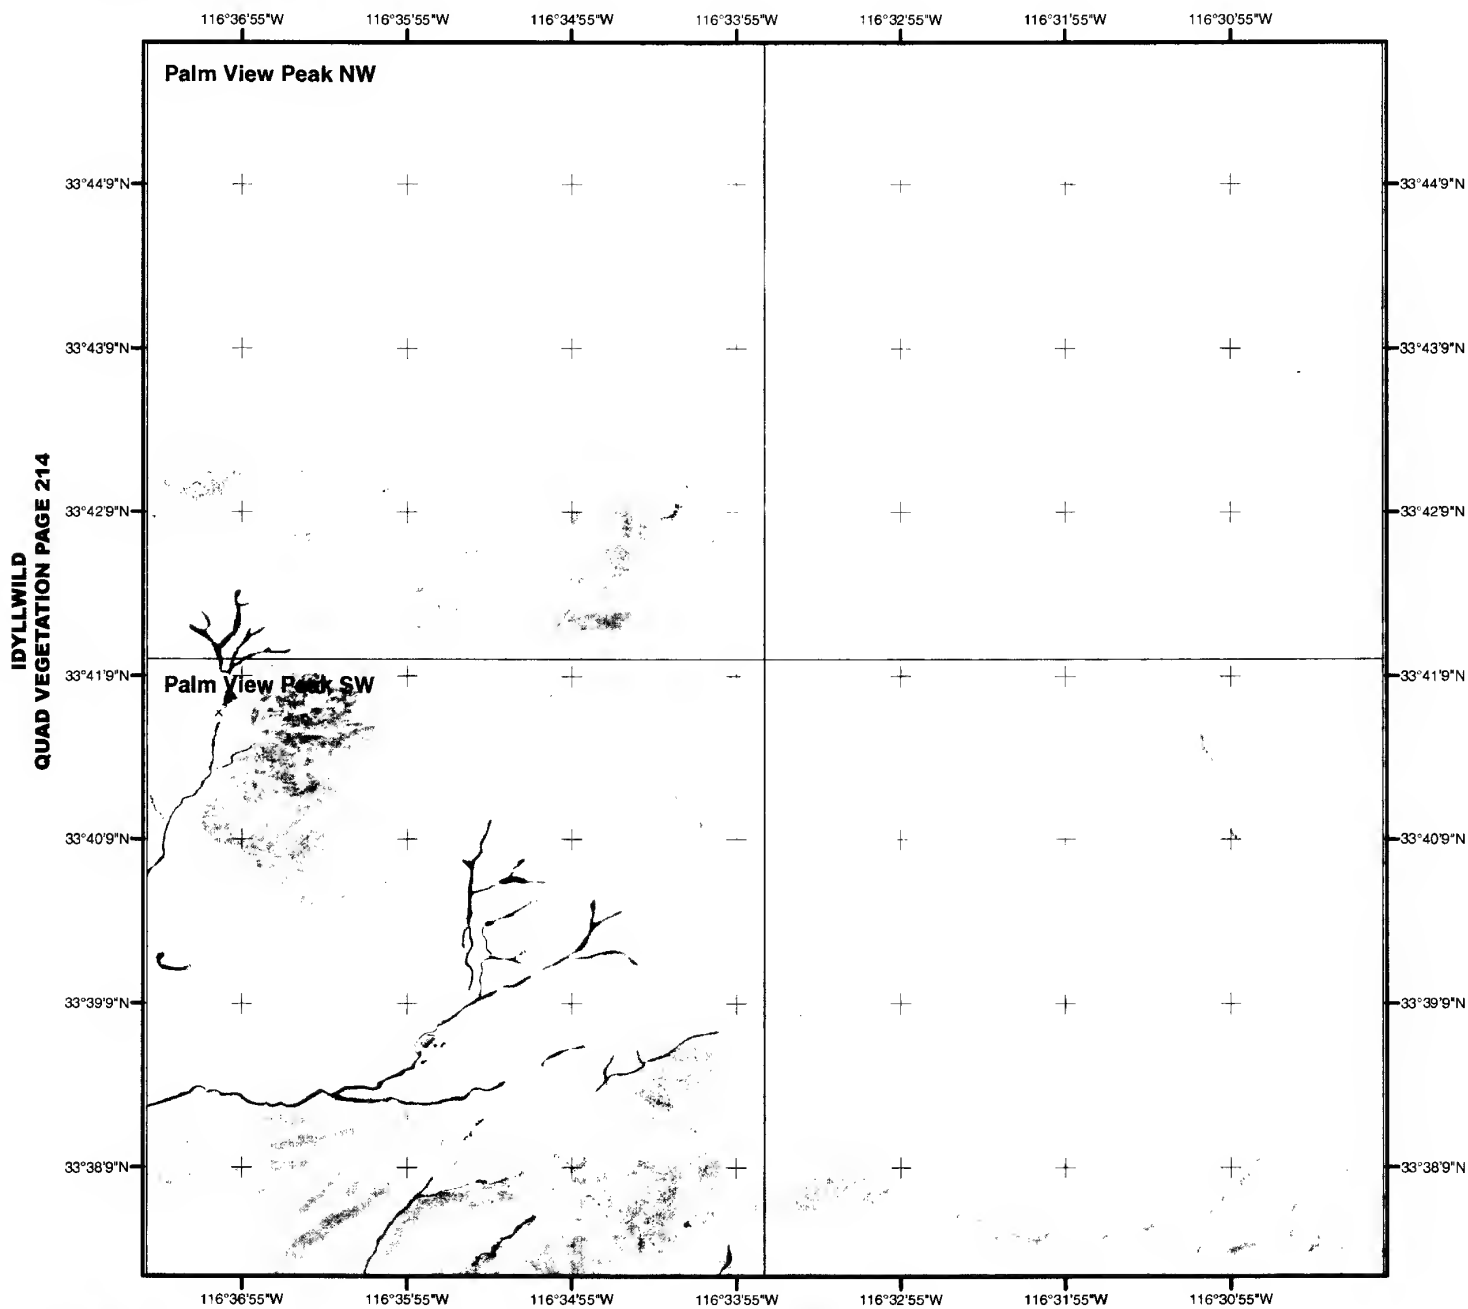 116°36'55"W 116°35'55"W 116°34'55"W 116°33'55"W 116°32'55"W 116°31'55"W 116°30'55"W
Palm View Peak NW
33°44'9"N 33°44'9"N
33°43'9"N 33°43'9"N
IDYLLWILD
QUAD VEGETATION PAGE 214
33°42'9"N 33°42'9"N
33°41'9"N 33°41'9"N
Palm View Peak SW
33°40'9"N 33°40'9"N
33°39'9"N 33°39'9"N
33°38'9"N 33°38'9"N
116°36'55"W 116°35'55"W 116°34'55"W 116°33'55"W 116°32'55"W 116°31'55"W 116°30'55"W